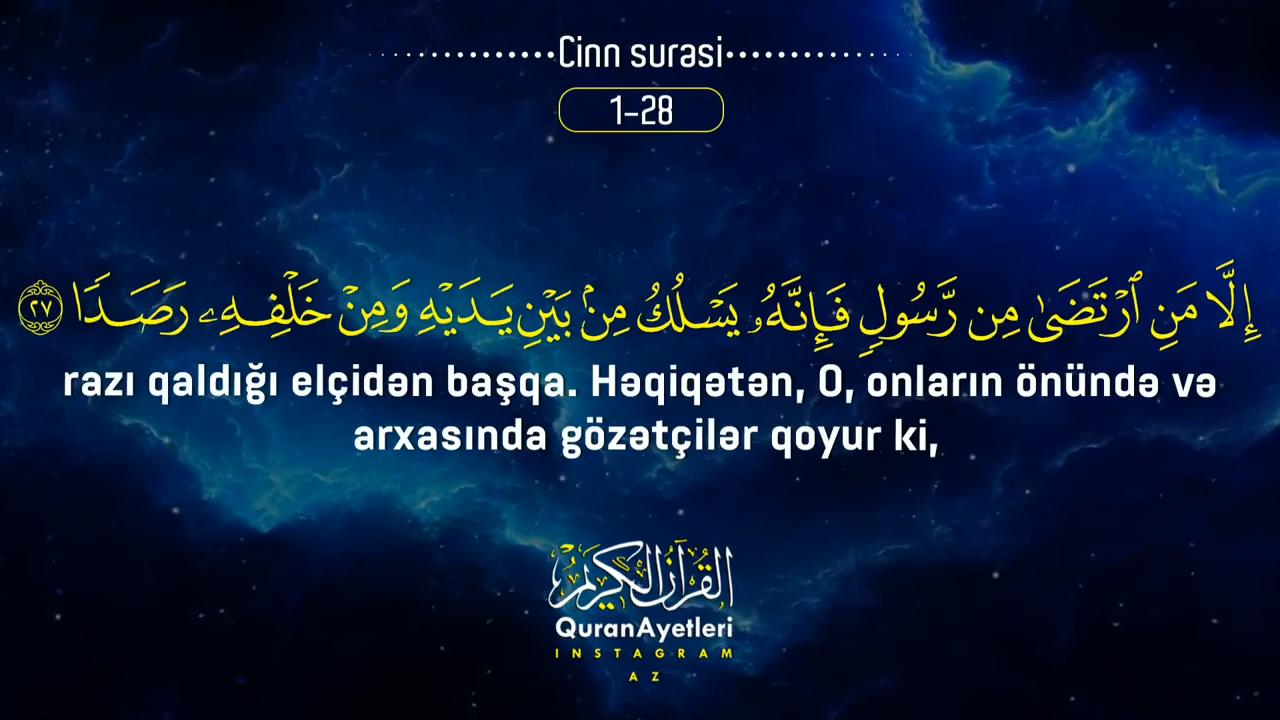 Cinn surasi
1-28
إِلَّا مَنِ ٱرْتَضَىٰ مِن رَّسُولٍ فَإِنَّهُۥ يَسْلُكُ مِنۢ بَيْنِ يَدَيْهِ وَمِنْ خَلْفِهِۦ رَصَدًا ٢٧
razı qaldığı elçidən başqa. Həqiqətən, O, onların önündə və
arxasında gözətçilər qoyur ki,
القرآن الكريم
QuranAyetleri
INSTAGRAM
AZ